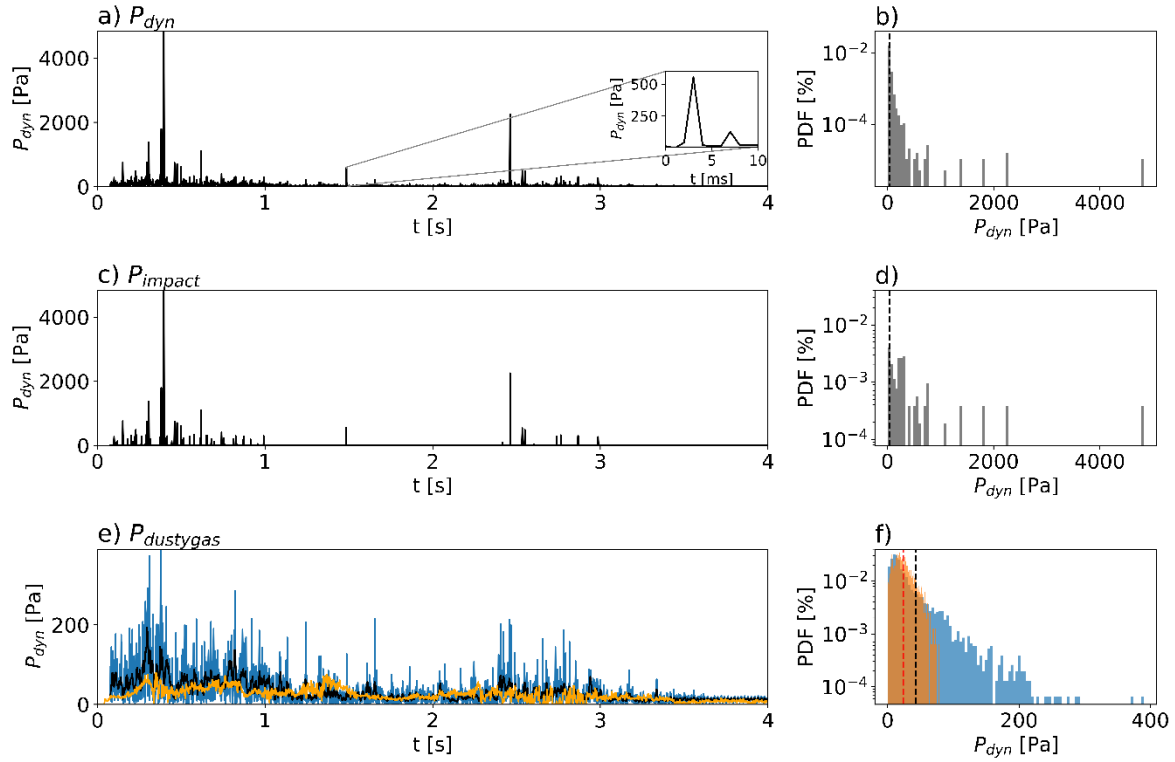 a) P_dyn
P_dyn [Pa]
4000
2000
0
0 1 2 3 4
t [s]
P_dyn [Pa]
500
250
0 5 10
t [ms]
b)
PDF [%]
10^-2
10^-4
0 2000 4000
P_dyn [Pa]
c) P_impact
P_dyn [Pa]
4000
2000
0
0 1 2 3 4
t [s]
d)
PDF [%]
10^-2
10^-3
10^-4
0 2000 4000
P_dyn [Pa]
e) P_dustygas
P_dyn [Pa]
200
0
0 1 2 3 4
t [s]
f)
PDF [%]
10^-2
10^-3
10^-4
0 200 400
P_dyn [Pa]